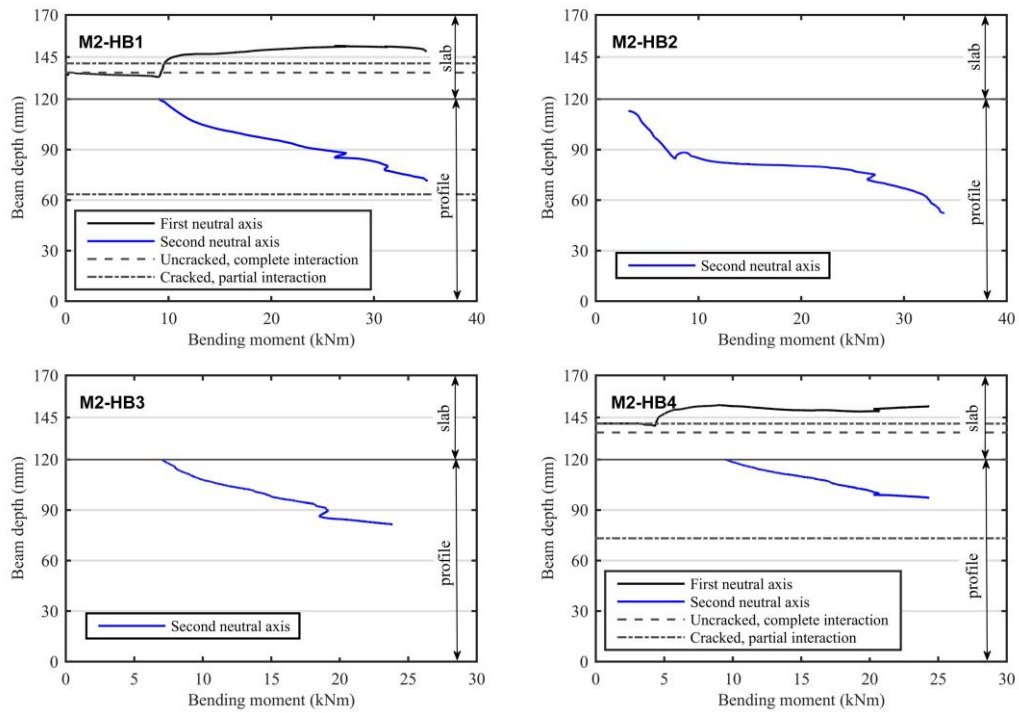 170
145
120
90
60
30
0
Beam depth (mm)
M2-HB1
slab
profile
First neutral axis
Second neutral axis
Uncracked, complete interaction
Cracked, partial interaction
0 10 20 30 40
Bending moment (kNm)
170
145
120
90
60
30
0
Beam depth (mm)
M2-HB2
slab
profile
Second neutral axis
0 10 20 30 40
Bending moment (kNm)
170
145
120
90
60
30
0
Beam depth (mm)
M2-HB3
slab
profile
Second neutral axis
0 5 10 15 20 25 30
Bending moment (kNm)
170
145
120
90
60
30
0
Beam depth (mm)
M2-HB4
slab
profile
First neutral axis
Second neutral axis
Uncracked, complete interaction
Cracked, partial interaction
0 5 10 15 20 25 30
Bending moment (kNm)